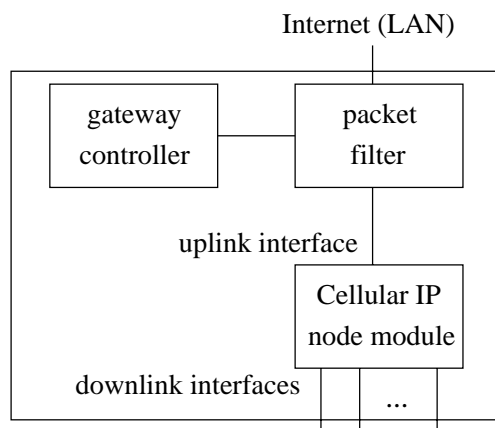 Internet (LAN)
gateway
controller
packet
filter
uplink interface
Cellular IP
node module
downlink interfaces
...